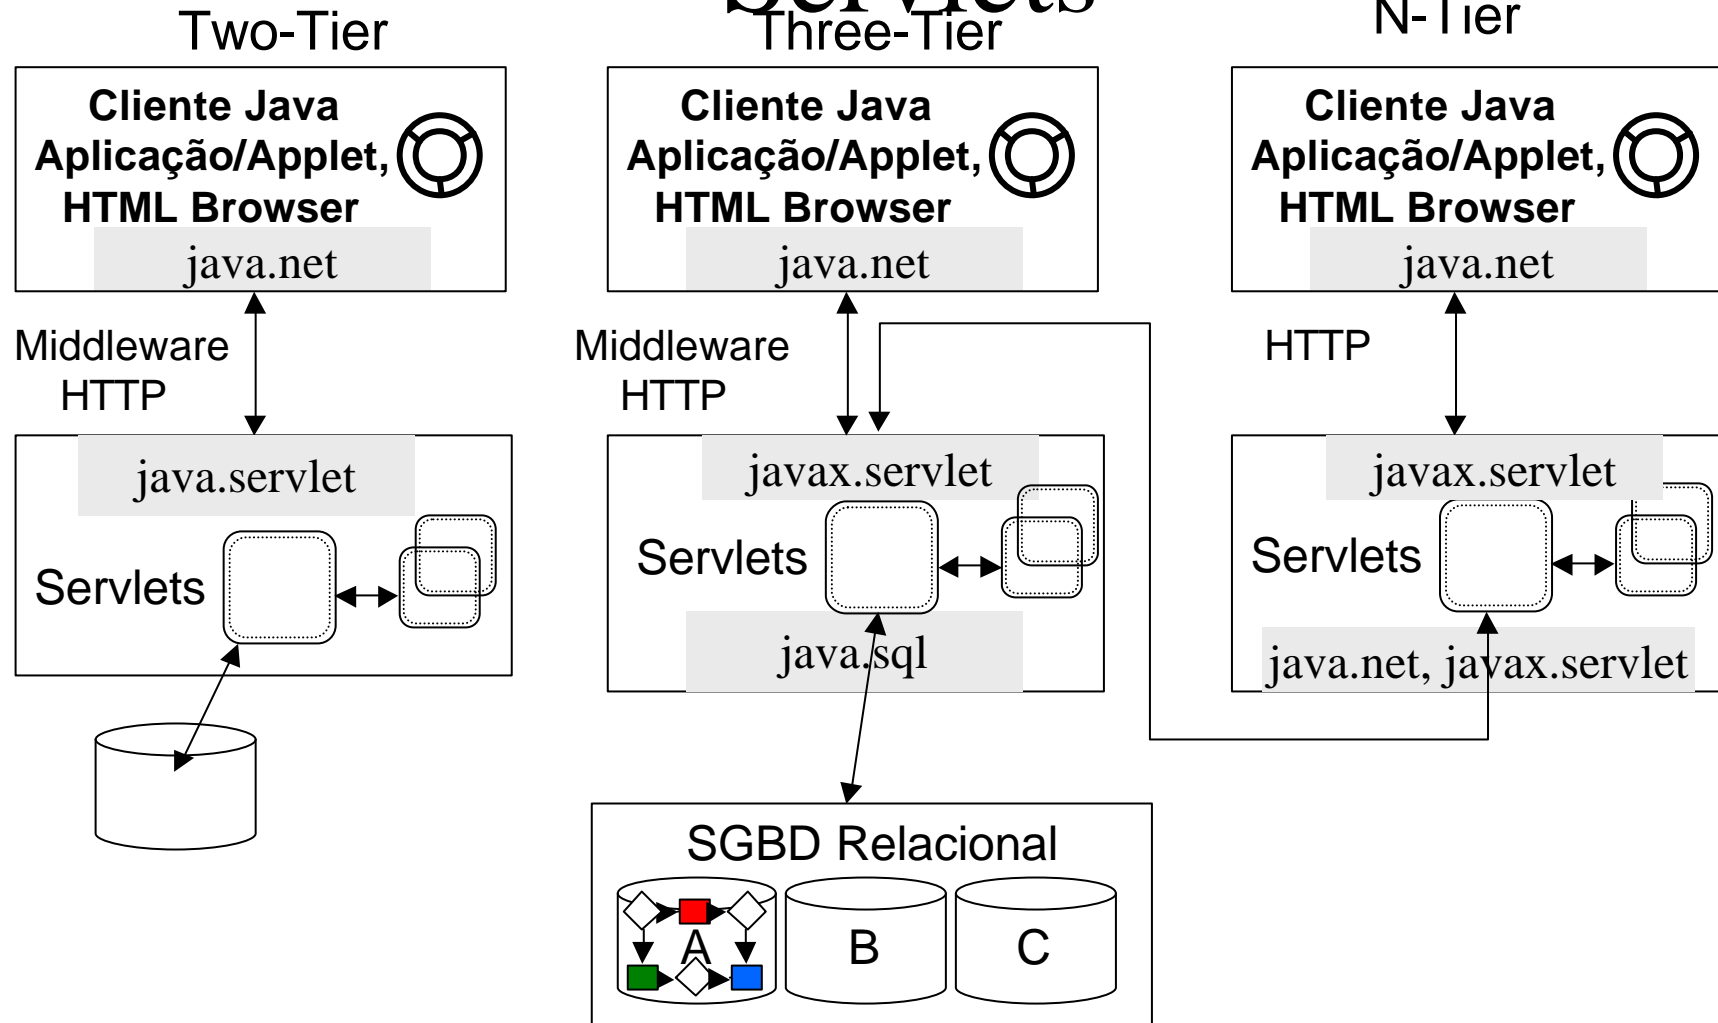 Servlets
Two-Tier
Three-Tier
N-Tier
Cliente Java
Aplicação/Applet,
HTML Browser
java.net
Cliente Java
Aplicação/Applet,
HTML Browser
java.net
Cliente Java
Aplicação/Applet,
HTML Browser
java.net
Middleware
HTTP
Middleware
HTTP
HTTP
java.servlet
Servlets
javax.servlet
Servlets
java.sql
javax.servlet
Servlets
java.net, javax.servlet
SGBD Relacional
A
B
C